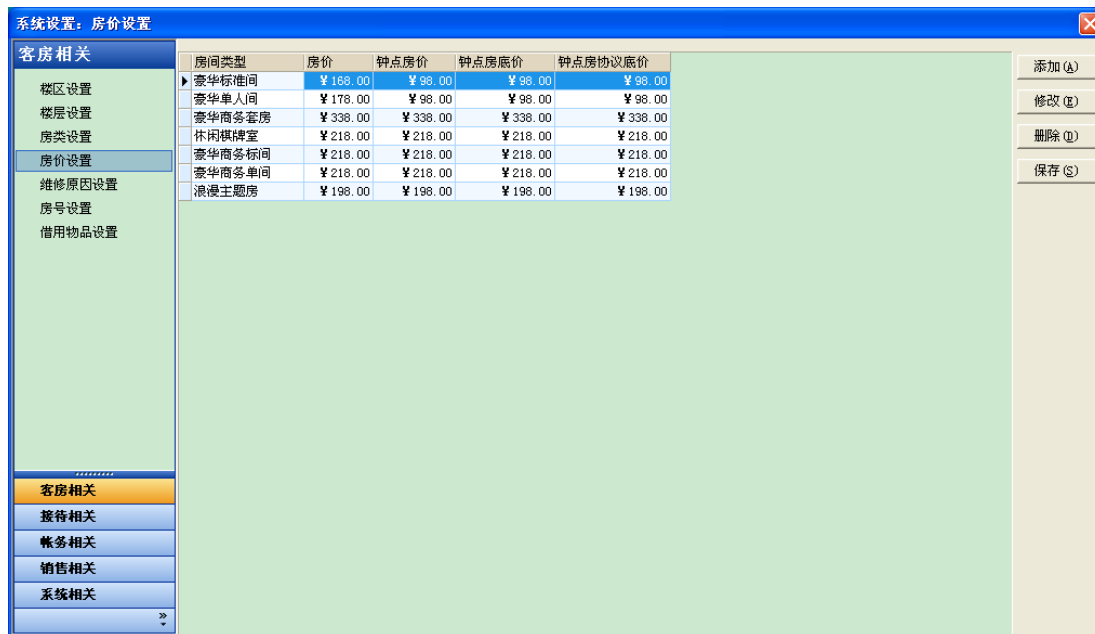 系统设置：房价设置
客房相关
楼区设置
楼层设置
房类设置
房价设置
维修原因设置
房号设置
借用物品设置
客房相关
接待相关
帐务相关
销售相关
系统相关
房间类型 房价 钟点房价 钟点房底价 钟点房协议底价
豪华标准间 ¥168.00 ¥98.00 ¥98.00 ¥98.00
豪华单人间 ¥178.00 ¥98.00 ¥98.00 ¥98.00
豪华商务套房 ¥338.00 ¥338.00 ¥338.00 ¥338.00
休闲棋牌室 ¥218.00 ¥218.00 ¥218.00 ¥218.00
豪华商务标间 ¥218.00 ¥218.00 ¥218.00 ¥218.00
豪华商务单间 ¥218.00 ¥218.00 ¥218.00 ¥218.00
浪漫主题房 ¥198.00 ¥198.00 ¥198.00 ¥198.00
添加(A)
修改(E)
删除(D)
保存(S)